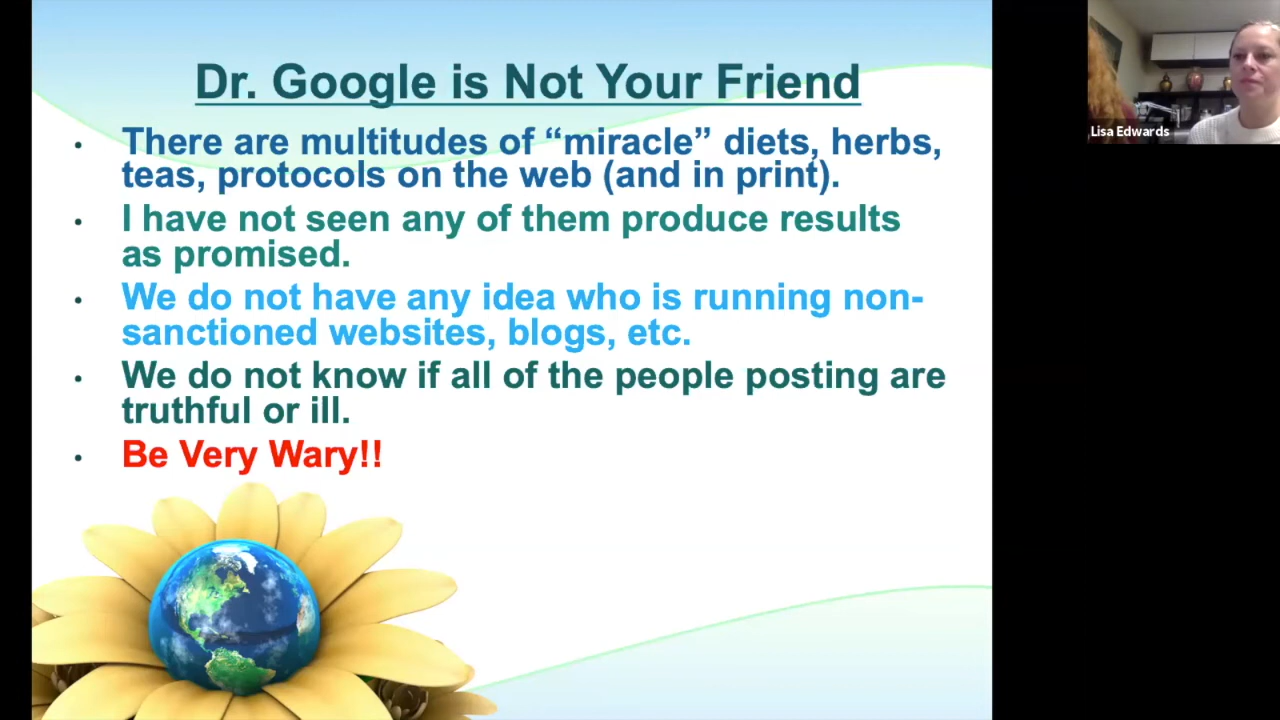 Dr. Google is Not Your Friend
• There are multitudes of “miracle” diets, herbs,
teas, protocols on the web (and in print).
• I have not seen any of them produce results
as promised.
• We do not have any idea who is running non-
sanctioned websites, blogs, etc.
• We do not know if all of the people posting are
truthful or ill.
• Be Very Wary!!
Lisa Edwards